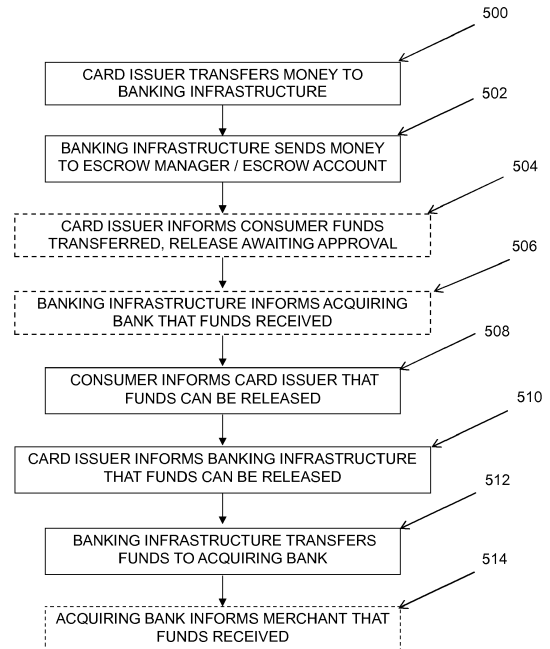 500
CARD ISSUER TRANSFERS MONEY TO
BANKING INFRASTRUCTURE
502
BANKING INFRASTRUCTURE SENDS MONEY
TO ESCROW MANAGER / ESCROW ACCOUNT
504
CARD ISSUER INFORMS CONSUMER FUNDS
TRANSFERRED, RELEASE AWAITING APPROVAL
506
BANKING INFRASTRUCTURE INFORMS ACQUIRING
BANK THAT FUNDS RECEIVED
508
CONSUMER INFORMS CARD ISSUER THAT
FUNDS CAN BE RELEASED
510
CARD ISSUER INFORMS BANKING INFRASTRUCTURE
THAT FUNDS CAN BE RELEASED
512
BANKING INFRASTRUCTURE TRANSFERS
FUNDS TO ACQUIRING BANK
514
ACQUIRING BANK INFORMS MERCHANT THAT
FUNDS RECEIVED